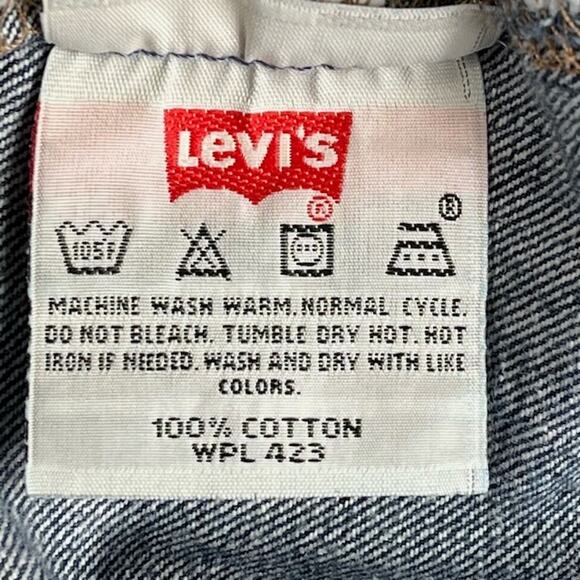 Levi's
®
®
105F
MACHINE WASH WARM. NORMAL CYCLE.
DO NOT BLEACH. TUMBLE DRY HOT. HOT
IRON IF NEEDED. WASH AND DRY WITH LIKE
COLORS.
100% COTTON
WPL 423